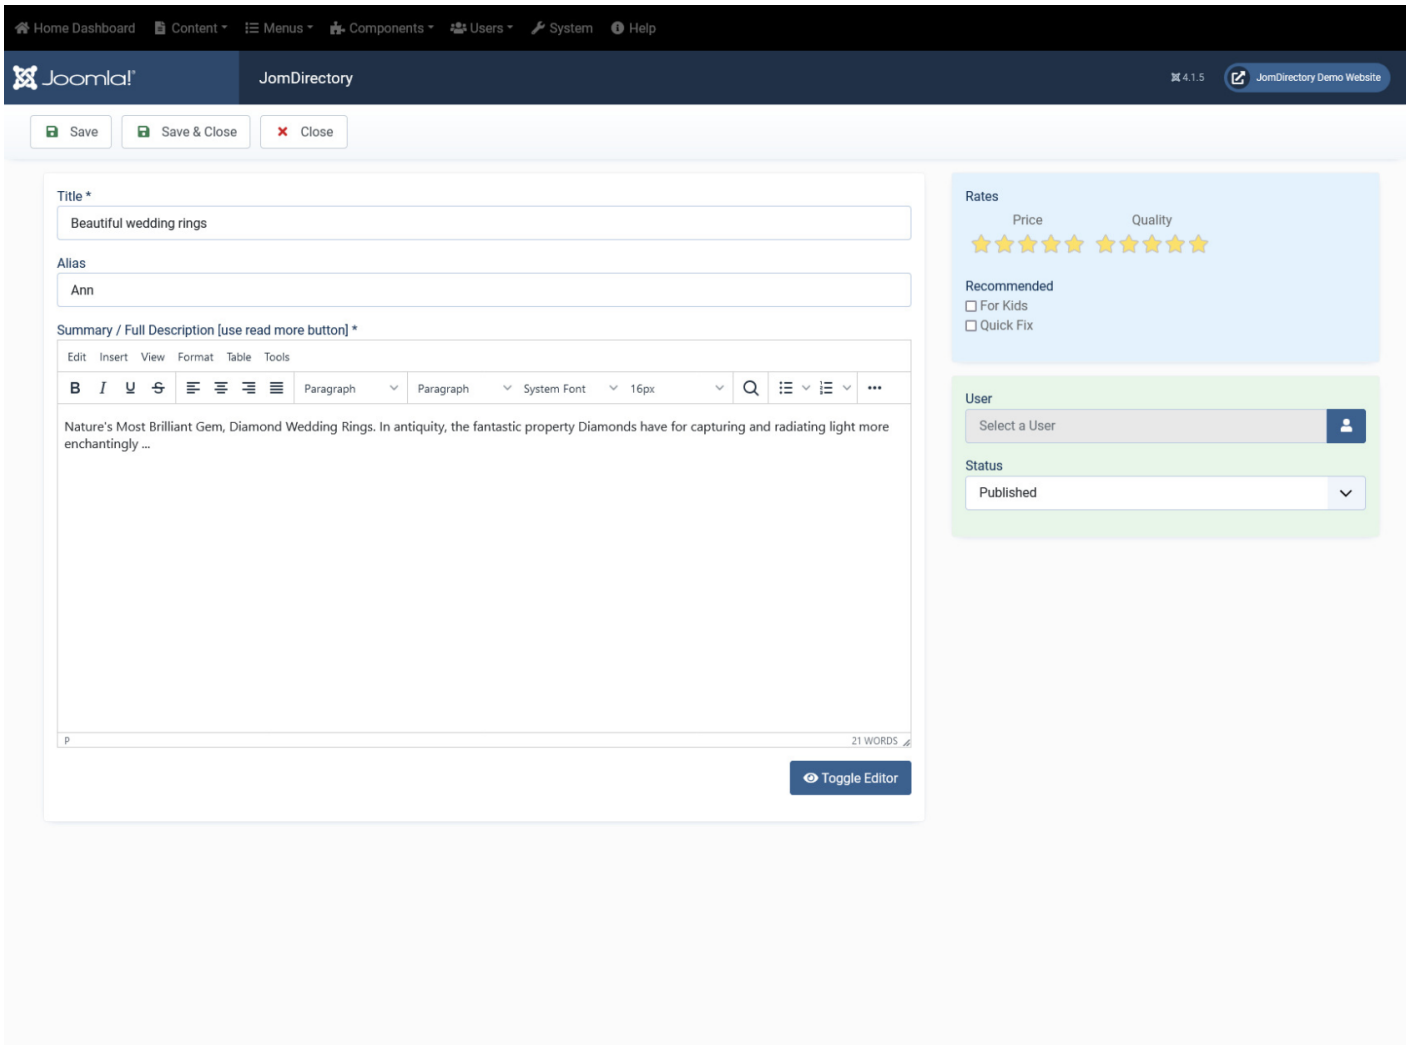 Home Dashboard Content Menus Components Users System Help
Joomla!® JomDirectory 4.1.5 JomDirectory Demo Website
Save Save & Close Close
Title *
Beautiful wedding rings
Alias
Ann
Summary / Full Description [use read more button] *
Edit Insert View Format Table Tools
B I U S Paragraph Paragraph System Font 16px
Nature's Most Brilliant Gem, Diamond Wedding Rings. In antiquity, the fantastic property Diamonds have for capturing and radiating light more
enchantingly ...
P 21 WORDS
Toggle Editor
Rates
Price Quality
Recommended
For Kids
Quick Fix
User
Select a User
Status
Published